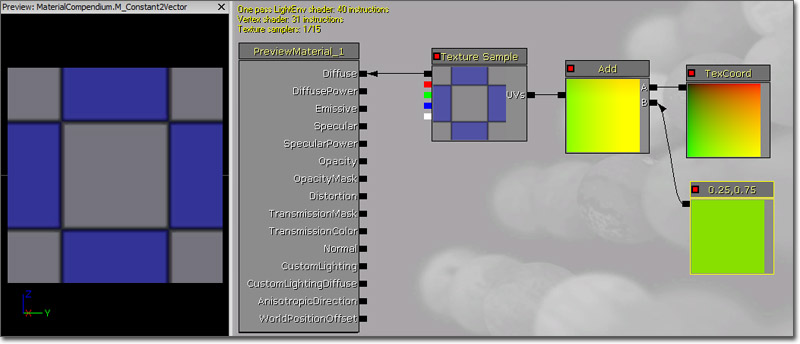 Preview: MaterialCompendium.M_Constant2Vector
One pass LightEnv shader: 40 instructions
Vertex shader: 31 instructions
Texture samplers: 1/15
PreviewMaterial_1
Diffuse
DiffusePower
Emissive
Specular
SpecularPower
Opacity
OpacityMask
Distortion
TransmissionMask
TransmissionColor
Normal
CustomLighting
CustomLightingDiffuse
AnisotropicDirection
WorldPositionOffset
Texture Sample
UVs
Add
A
B
TexCoord
0.25,0.75
Z
X
Y